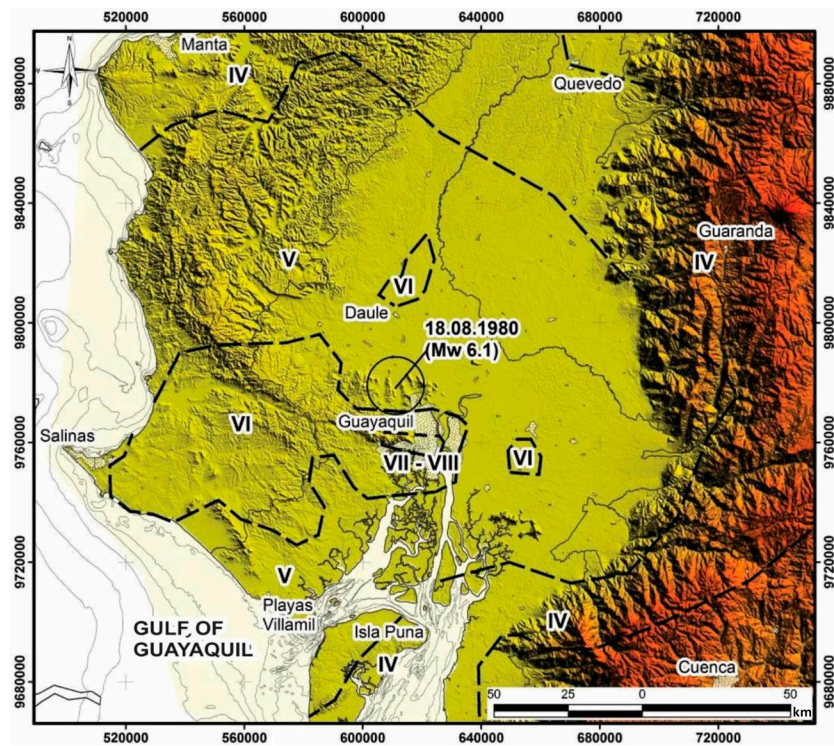 520000 560000 600000 640000 680000 720000
9880000
9840000
9800000
9760000
9720000
9680000
N
W
S
Manta
IV
Quevedo
Guaranda
IV
V
VI
Daule
18.08.1980
(Mw 6.1)
Guayaquil
VI
Salinas
VI
VII - VIII
V
Playas
Villamil
GULF OF
GUAYAQUIL
Isla Puna
IV
IV
Cuenca
50 25 0 50
km
9880000
9840000
9800000
9760000
9720000
9680000
520000 560000 600000 640000 680000 720000